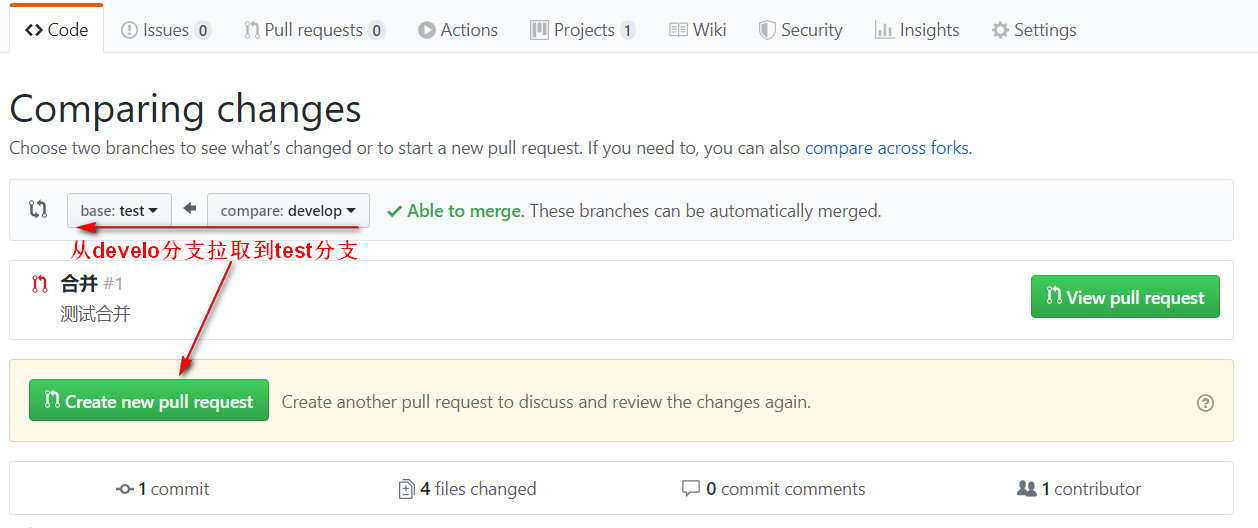 Code Issues 0 Pull requests 0 Actions Projects 1 Wiki Security Insights Settings
Comparing changes
Choose two branches to see what's changed or to start a new pull request. If you need to, you can also compare across forks.
base: test compare: develop Able to merge. These branches can be automatically merged.
从develo分支拉取到test分支
合并 #1
测试合并
View pull request
Create new pull request Create another pull request to discuss and review the changes again.
1 commit 4 files changed 0 commit comments 1 contributor